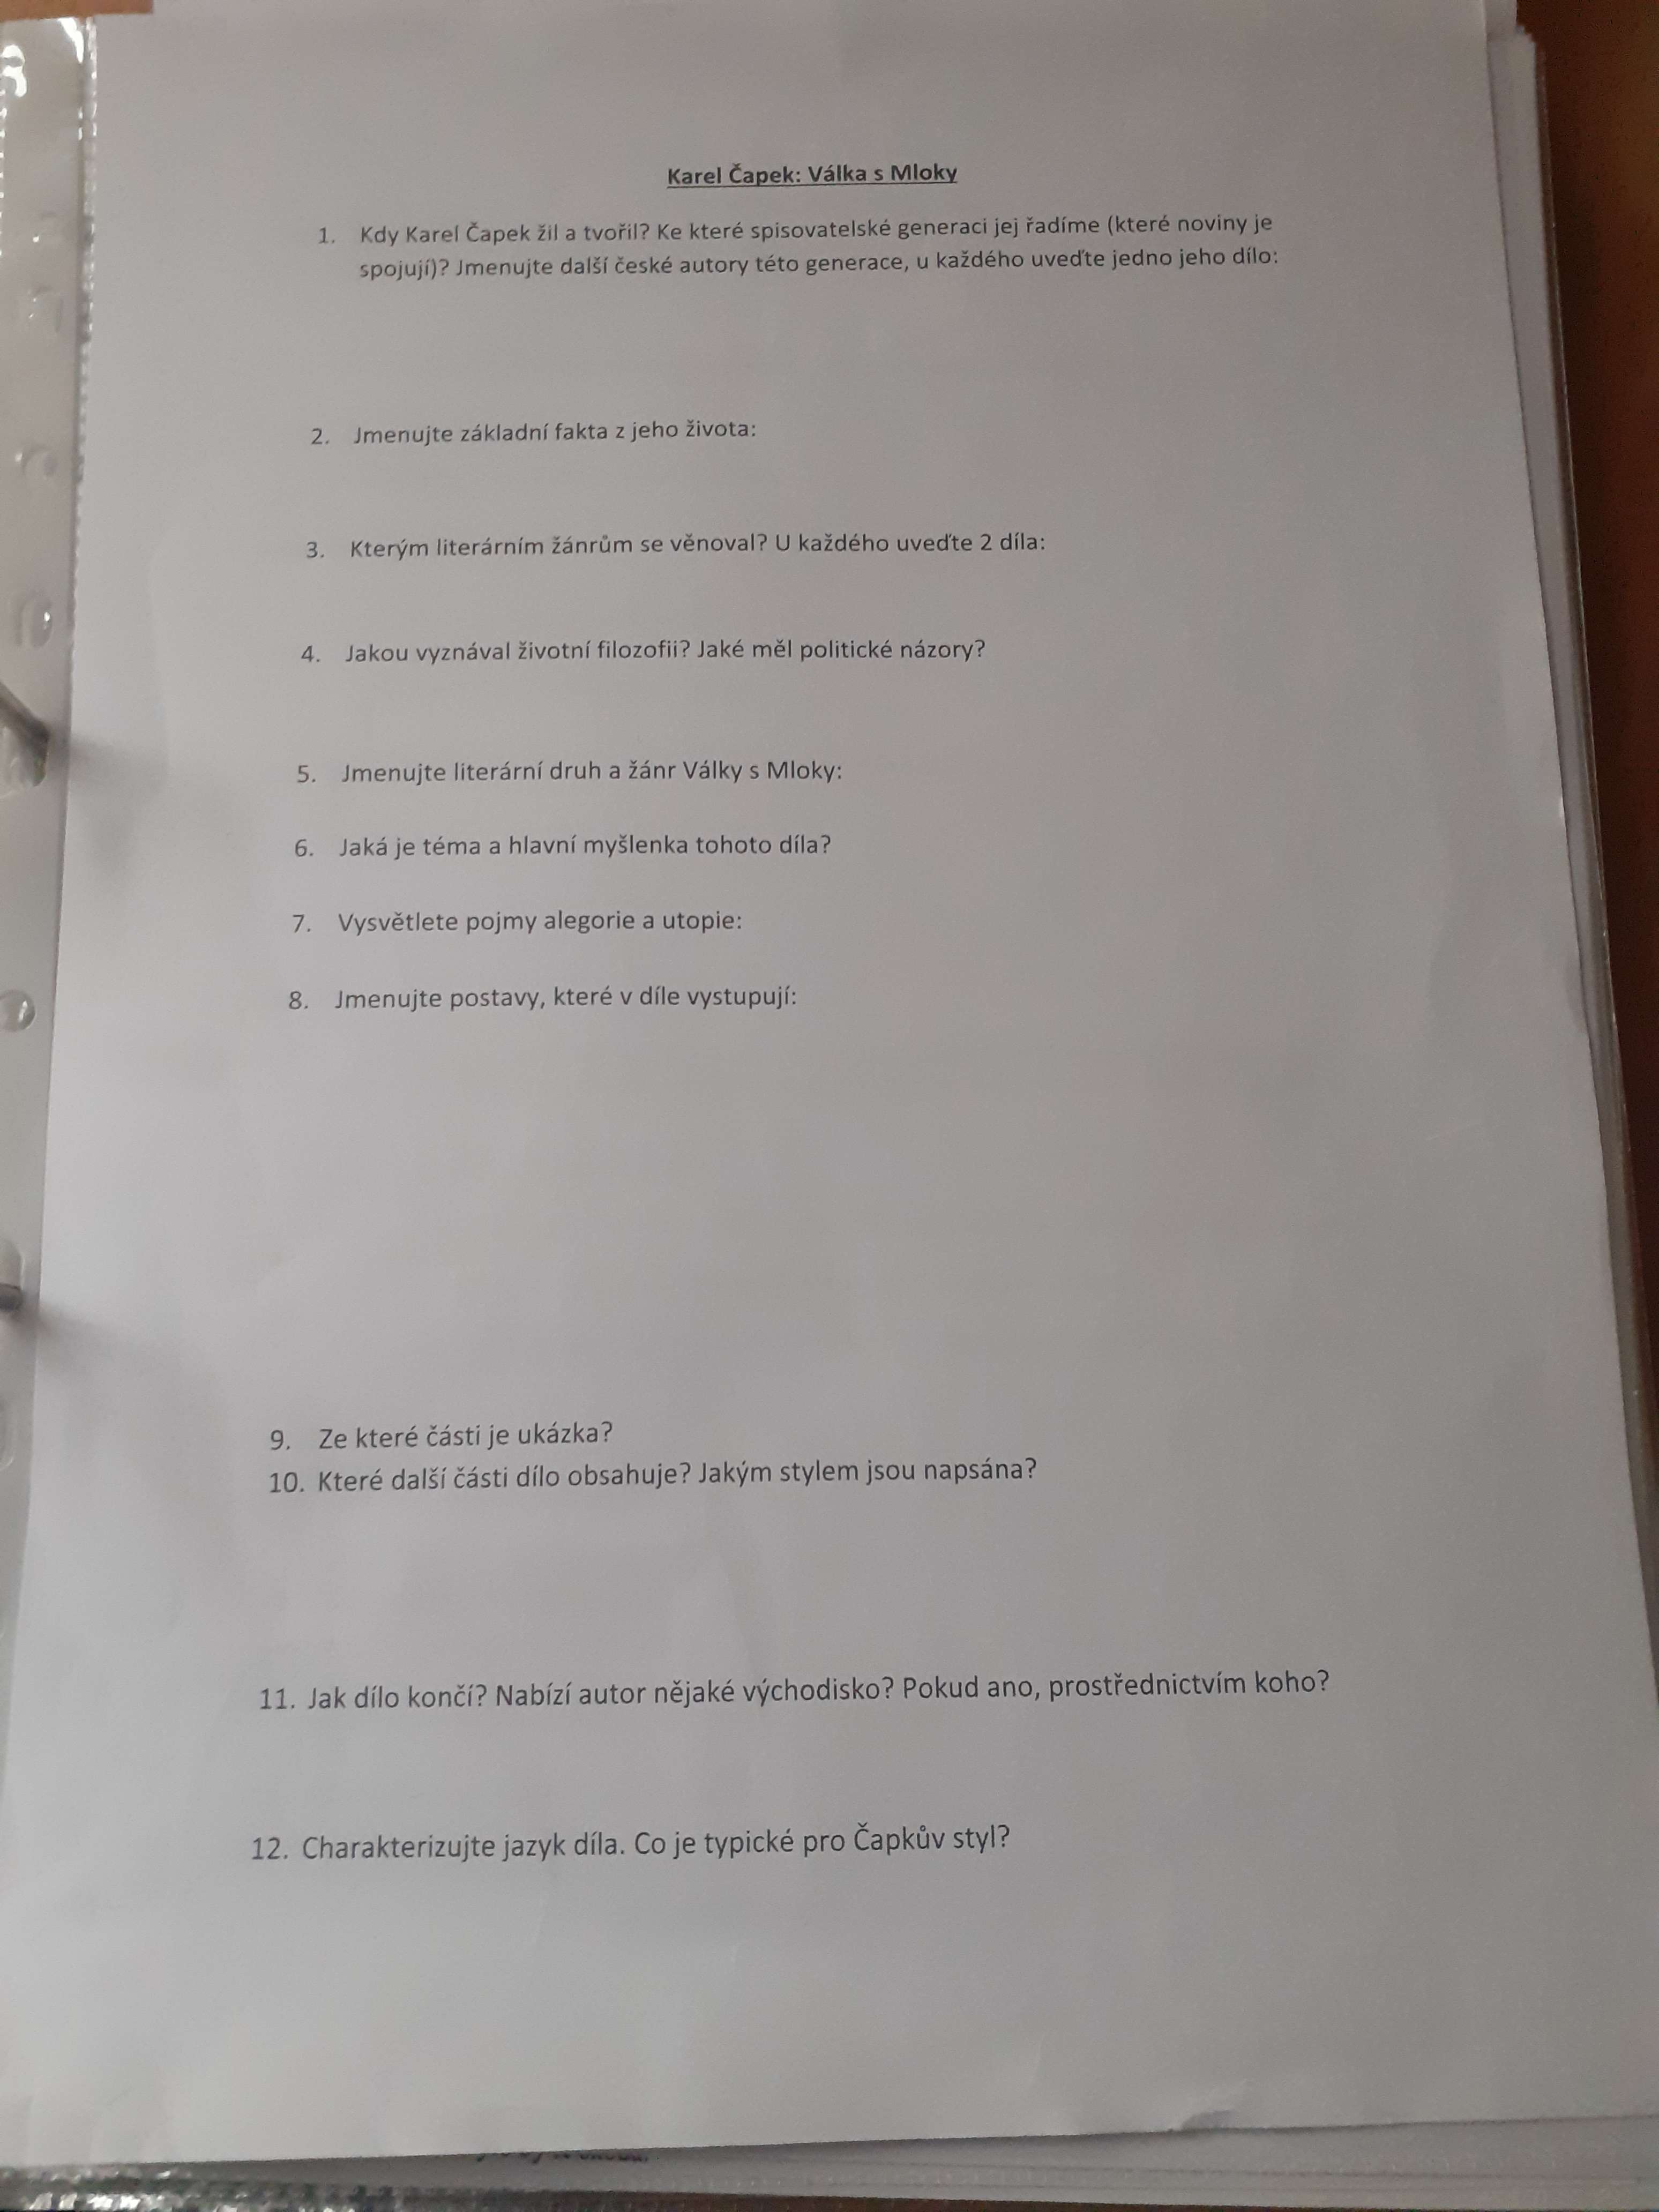 Karel Čapek: Válka s Mloky
1. Kdy Karel Čapek žil a tvořil? Ke které spisovatelské generaci jej řadíme (které noviny je
spojují)? Jmenujte další české autory této generace, u každého uveďte jedno jeho dílo:
2. Jmenujte základní fakta z jeho života:
3. Kterým literárním žánrům se věnoval? U každého uveďte 2 díla:
4. Jakou vyznával životní filozofii? Jaké měl politické názory?
5. Jmenujte literární druh a žánr Války s Mloky:
6. Jaká je téma a hlavní myšlenka tohoto díla?
7. Vysvětlete pojmy alegorie a utopie:
8. Jmenujte postavy, které v díle vystupují:
9. Ze které části je ukázka?
10. Které další části dílo obsahuje? Jakým stylem jsou napsána?
11. Jak dílo končí? Nabízí autor nějaké východisko? Pokud ano, prostřednictvím koho?
12. Charakterizujte jazyk díla. Co je typické pro Čapkův styl?